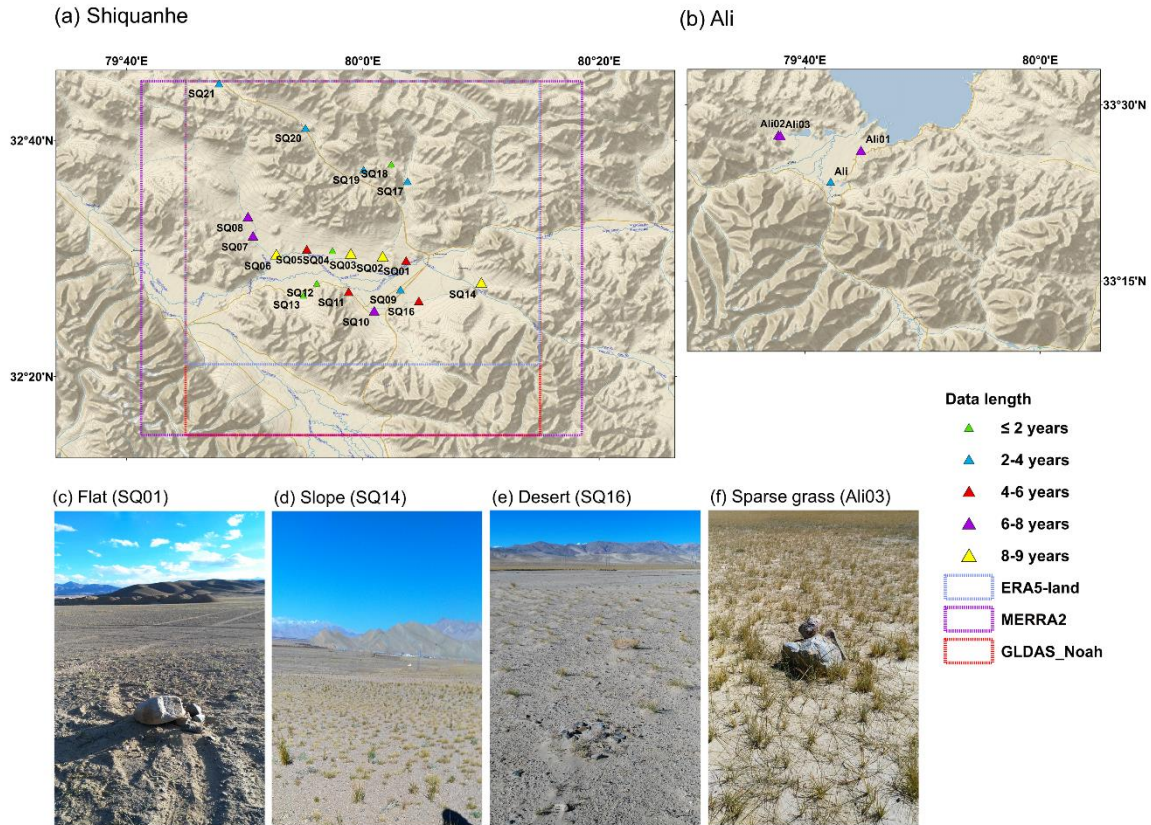 (a) Shiquanhe
(b) Ali
79°40'E
80°0'E
80°20'E
79°40'E
80°0'E
32°40'N
32°20'N
33°30'N
33°15'N
SQ21
SQ20
SQ19
SQ18
SQ17
SQ08
SQ07
SQ06
SQ05
SQ04
SQ03
SQ02
SQ01
SQ14
SQ13
SQ12
SQ11
SQ09
SQ10
SQ16
Ali02
Ali03
Ali01
Ali
Data length
≤ 2 years
2-4 years
4-6 years
6-8 years
8-9 years
ERA5-land
MERRA2
GLDAS_Noah
(c) Flat (SQ01)
(d) Slope (SQ14)
(e) Desert (SQ16)
(f) Sparse grass (Ali03)